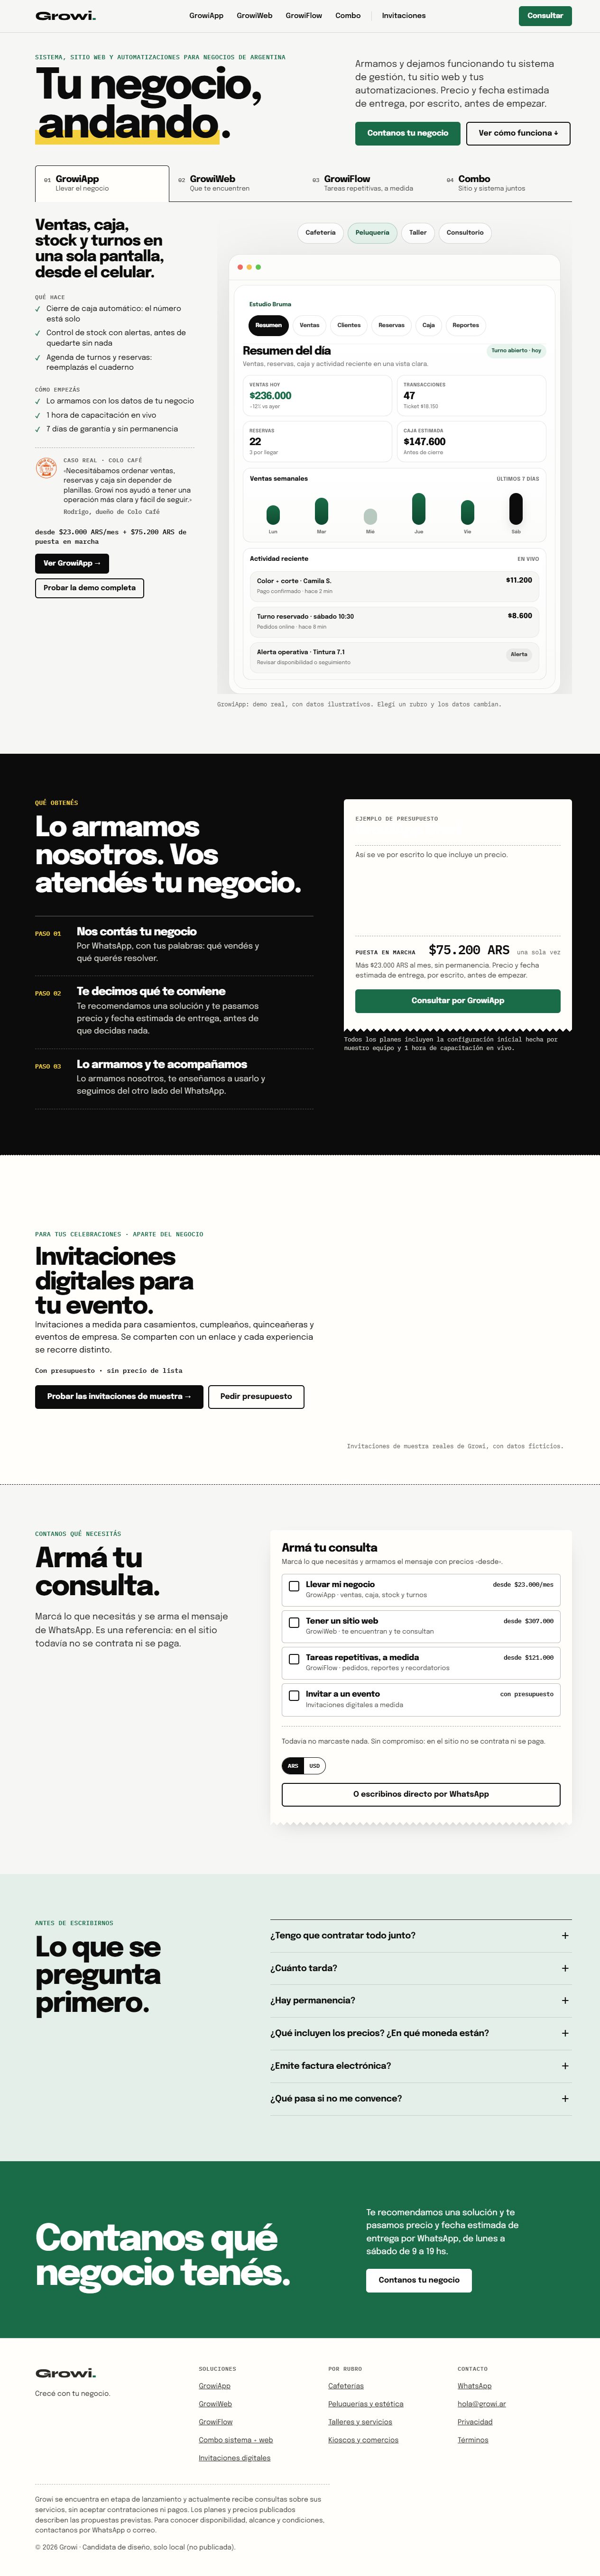 Growi.
GrowiApp
GrowiWeb
GrowiFlow
Combo
Invitaciones
Consultar
SISTEMA, SITIO WEB Y AUTOMATIZACIONES PARA NEGOCIOS DE ARGENTINA
Tu negocio,
andando.
Armamos y dejamos funcionando tu sistema
de gestión, tu sitio web y tus
automatizaciones. Precio y fecha estimada
de entrega, por escrito, antes de empezar.
Contanos tu negocio
Ver cómo funciona ↓
01 GrowiApp
Llevar el negocio
02 GrowiWeb
Que te encuentren
03 GrowiFlow
Tareas repetitivas, a medida
04 Combo
Sitio y sistema juntos
Ventas, caja,
stock y turnos en
una sola pantalla,
desde el celular.
QUÉ HACE
✓ Cierre de caja automático: el número
está solo
✓ Control de stock con alertas, antes de
quedarte sin nada
✓ Agenda de turnos y reservas:
reemplazás el cuaderno
CÓMO EMPEZÁS
✓ Lo armamos con los datos de tu negocio
✓ 1 hora de capacitación en vivo
✓ 7 días de garantía y sin permanencia
CASO REAL · COLO CAFÉ
«Necesitábamos ordenar ventas,
reservas y caja sin depender de
planillas. Growi nos ayudó a tener una
operación más clara y fácil de seguir.»
Rodrigo, dueño de Colo Café
desde $23.000 ARS/mes + $75.200 ARS de
puesta en marcha
Ver GrowiApp →
Probar la demo completa
Cafetería
Peluquería
Taller
Consultorio
Estudio Bruma
Resumen
Ventas
Clientes
Reservas
Caja
Reportes
Resumen del día
Turno abierto · hoy
Ventas, reservas, caja y actividad reciente en una vista clara.
VENTAS HOY
$236.000
+12% vs ayer
TRANSACCIONES
47
Ticket $18.150
RESERVAS
22
3 por llegar
CAJA ESTIMADA
$147.600
Antes de cierre
Ventas semanales
ÚLTIMOS 7 DÍAS
Lun
Mar
Mié
Jue
Vie
Sáb
Actividad reciente
EN VIVO
Color + corte · Camila S.
$11.200
Pago confirmado · hace 2 min
Turno reservado · sábado 10:30
$8.600
Pedidos online · hace 8 min
Alerta operativa · Tintura 7.1
Alerta
Revisar disponibilidad o seguimiento
GrowiApp: demo real, con datos ilustrativos. Elegí un rubro y los datos cambian.
QUÉ OBTENÉS
Lo armamos
nosotros. Vos
atendés tu negocio.
PASO 01
Nos contás tu negocio
Por WhatsApp, con tus palabras: qué vendés y
qué querés resolver.
PASO 02
Te decimos qué te conviene
Te recomendamos una solución y te pasamos
precio y fecha estimada de entrega, antes de
que decidas nada.
PASO 03
Lo armamos y te acompañamos
Lo armamos nosotros, te enseñamos a usarlo y
seguimos del otro lado del WhatsApp.
EJEMPLO DE PRESUPUESTO
Así se ve por escrito lo que incluye un precio.
PUESTA EN MARCHA
$75.200 ARS
una sola vez
Más $23.000 ARS al mes, sin permanencia. Precio y fecha
estimada de entrega, por escrito, antes de empezar.
Consultar por GrowiApp
Todos los planes incluyen la configuración inicial hecha por
nuestro equipo y 1 hora de capacitación en vivo.
PARA TUS CELEBRACIONES · APARTE DEL NEGOCIO
Invitaciones
digitales para
tu evento.
Invitaciones a medida para casamientos, cumpleaños, quinceañeras y
eventos de empresa. Se comparten con un enlace y cada experiencia
se recorre distinto.
Con presupuesto · sin precio de lista
Probar las invitaciones de muestra →
Pedir presupuesto
Invitaciones de muestra reales de Growi, con datos ficticios.
CONTANOS QUÉ NECESITÁS
Armá tu
consulta.
Marcá lo que necesitás y se arma el mensaje
de WhatsApp. Es una referencia: en el sitio
todavía no se contrata ni se paga.
Armá tu consulta
Marcá lo que necesitás y armamos el mensaje con precios «desde».
Llevar mi negocio
desde $23.000/mes
GrowiApp · ventas, caja, stock y turnos
Tener un sitio web
desde $307.000
GrowiWeb · te encuentran y te consultan
Tareas repetitivas, a medida
desde $121.000
GrowiFlow · pedidos, reportes y recordatorios
Invitar a un evento
con presupuesto
Invitaciones digitales a medida
Todavía no marcaste nada. Sin compromiso: en el sitio no se contrata ni se paga.
ARS
USD
O escribinos directo por WhatsApp
ANTES DE ESCRIBIRNOS
Lo que se
pregunta
primero.
¿Tengo que contratar todo junto? +
¿Cuánto tarda? +
¿Hay permanencia? +
¿Qué incluyen los precios? ¿En qué moneda están? +
¿Emite factura electrónica? +
¿Qué pasa si no me convence? +
Contanos qué
negocio tenés.
Te recomendamos una solución y te
pasamos precio y fecha estimada de
entrega por WhatsApp, de lunes a
sábado de 9 a 19 hs.
Contanos tu negocio
Growi.
Crecé con tu negocio.
SOLUCIONES
GrowiApp
GrowiWeb
GrowiFlow
Combo sistema + web
Invitaciones digitales
POR RUBRO
Cafeterías
Peluquerías y estética
Talleres y servicios
Kioscos y comercios
CONTACTO
WhatsApp
hola@growi.ar
Privacidad
Términos
Growi se encuentra en etapa de lanzamiento y actualmente recibe consultas sobre sus
servicios, sin aceptar contrataciones ni pagos. Los planes y precios publicados
describen las propuestas previstas. Para conocer disponibilidad, alcance y condiciones,
contactanos por WhatsApp o correo.
© 2026 Growi · Candidata de diseño, solo local (no publicada).